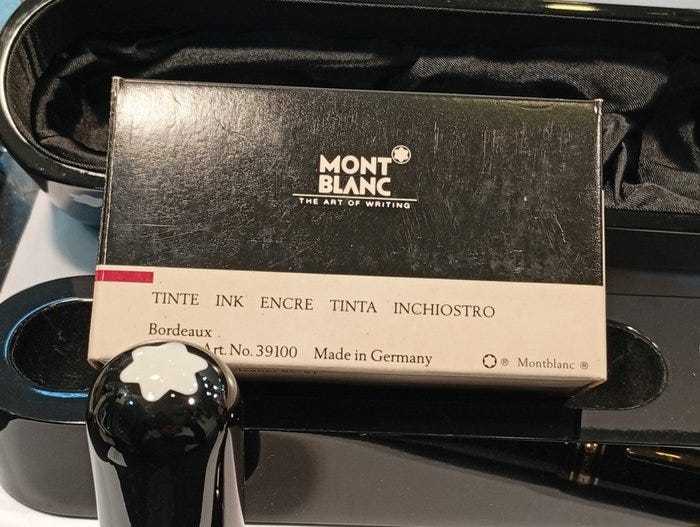 MONT
BLANC
THE ART OF WRITING
TINTE INK ENCRE TINTA INCHIOSTRO
Bordeaux
Art. No. 39100 Made in Germany
® Montblanc ®